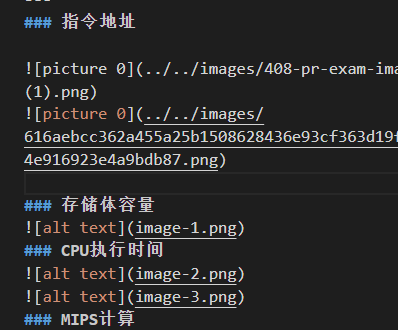 ### 指令地址
![picture 0](../../images/408-pr-exam-ima
(1).png)
![picture 0](../../images/
616aebcc362a455a25b1508628436e93cf363d19f
4e916923e4a9bdb87.png)
### 存储体容量
![alt text](image-1.png)
### CPU执行时间
![alt text](image-2.png)
![alt text](image-3.png)
### MIPS计算